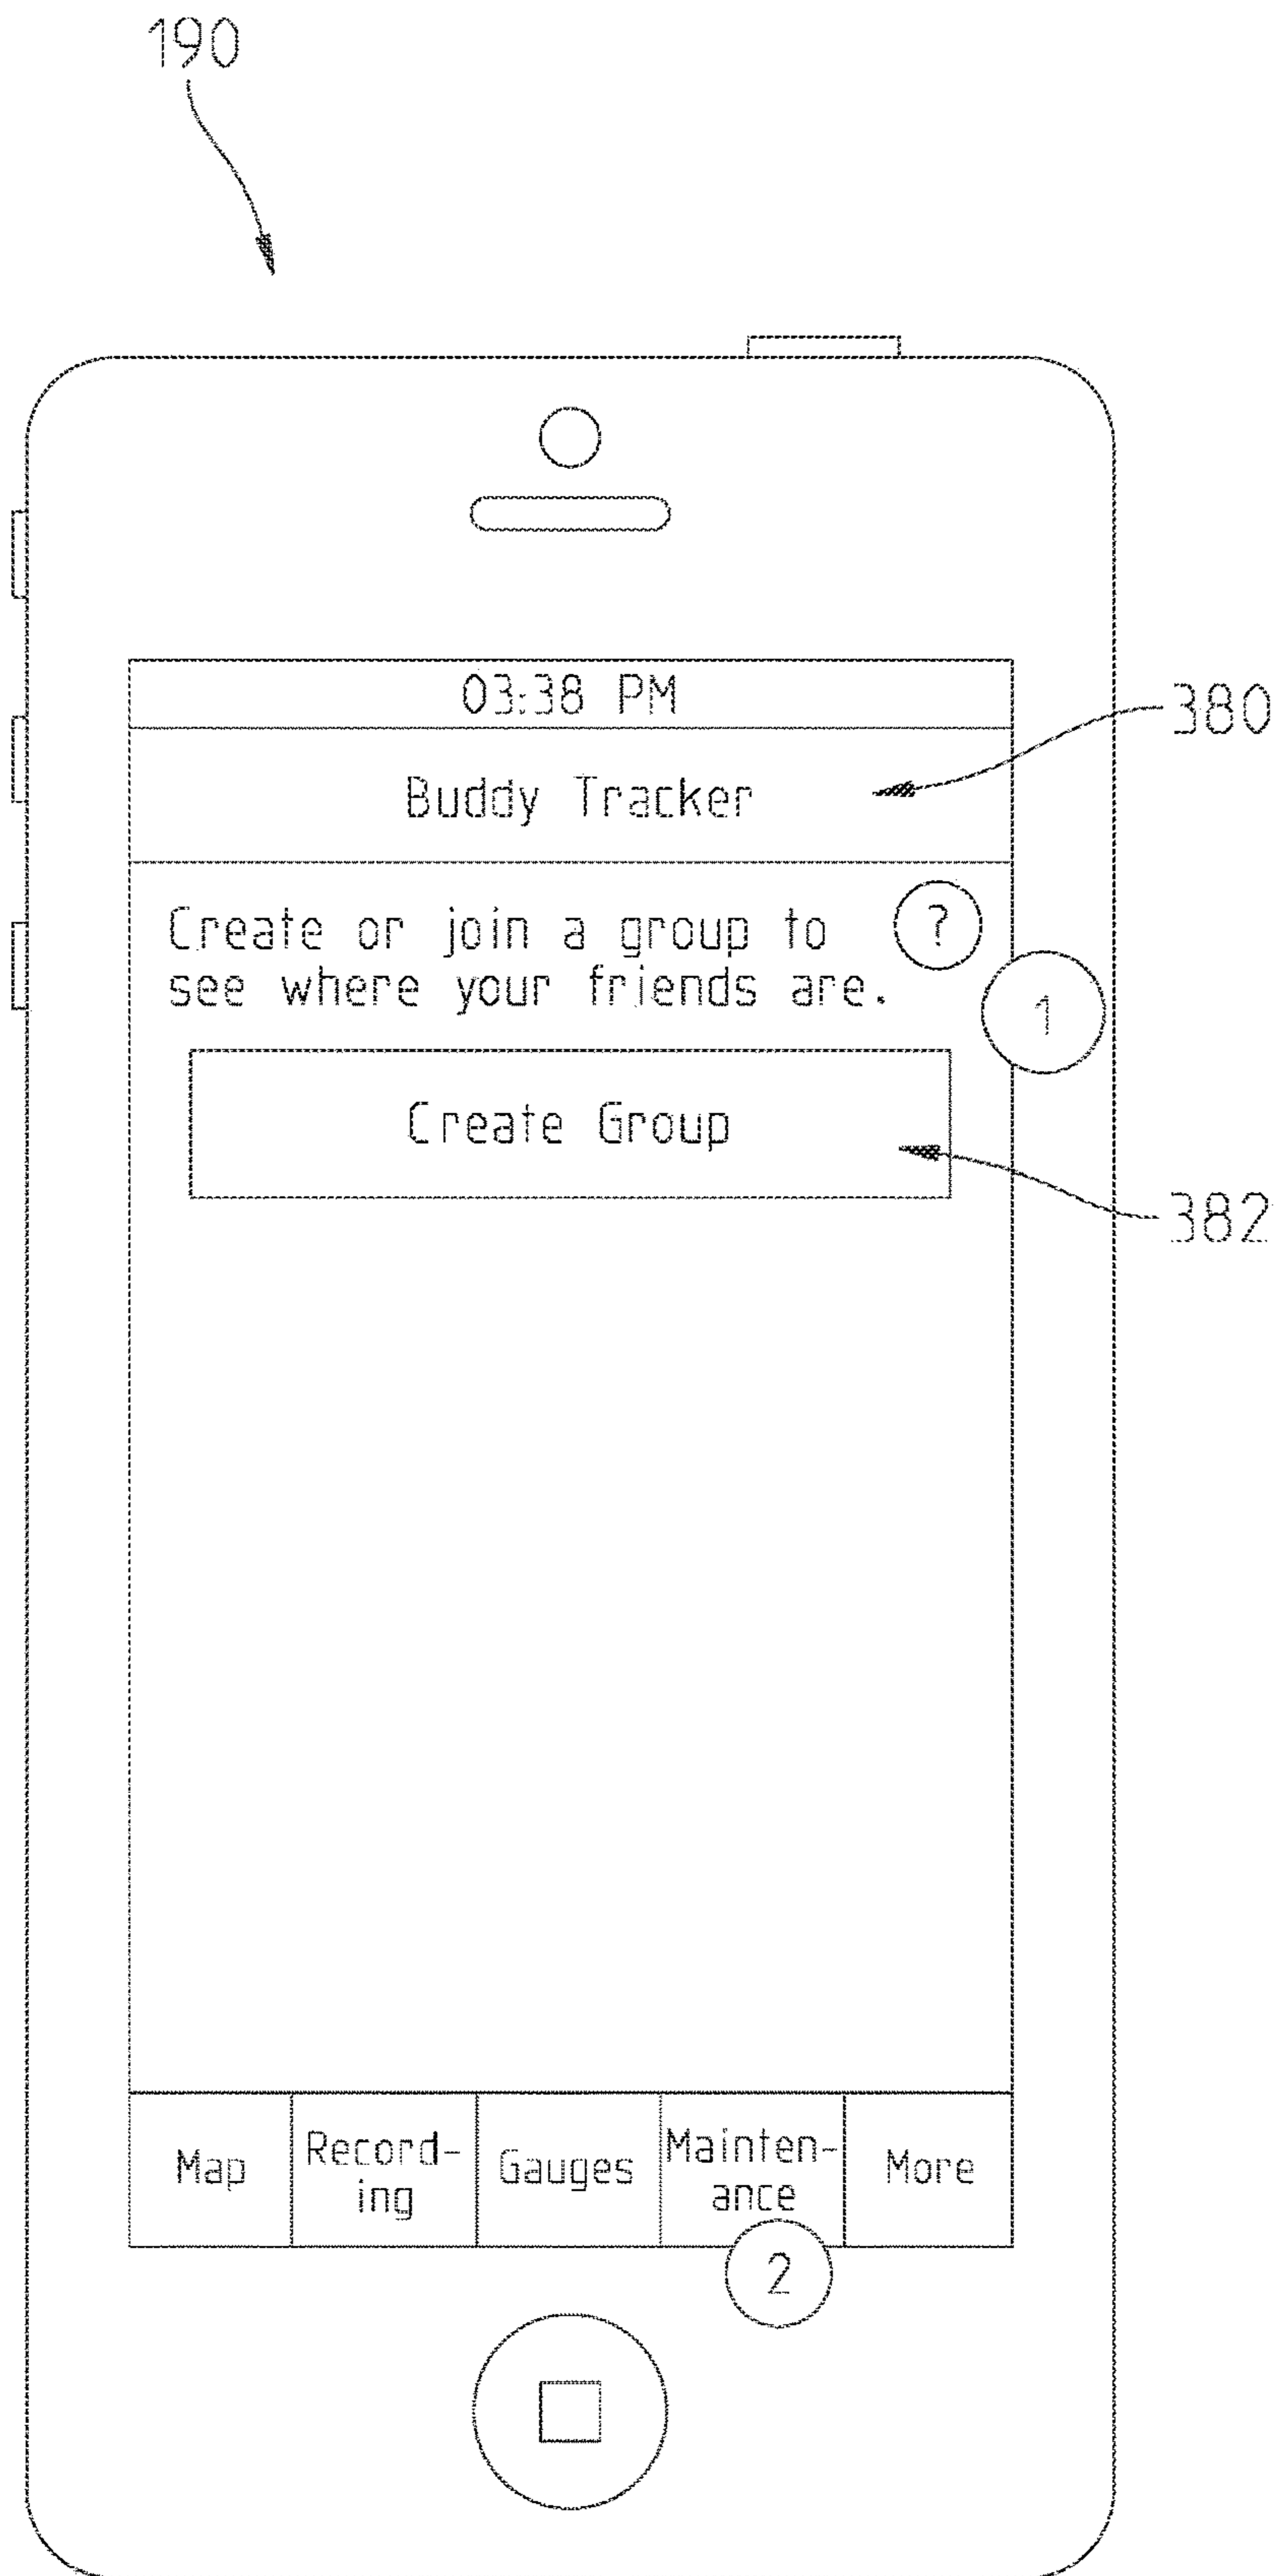 190
03:38 PM
380
Buddy Tracker
Create or join a group to
?
see where your friends are.
1
Create Group
382
Map
Record-
ing
Gauges
Mainten-
ance
More
2